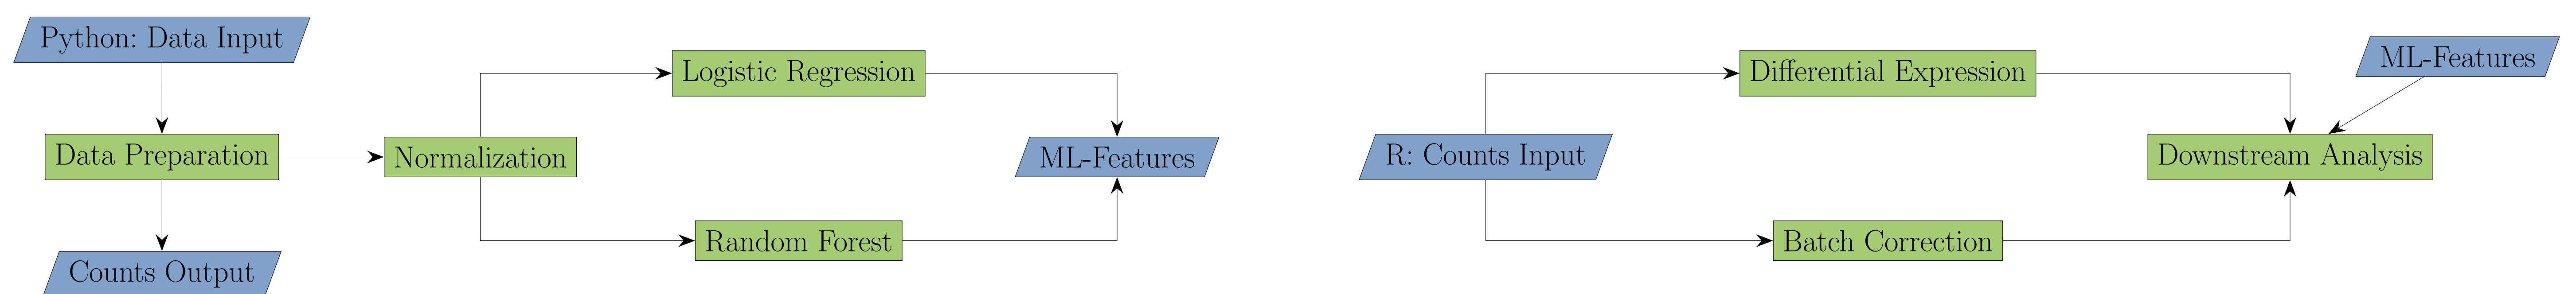 Python: Data Input
Data Preparation
Counts Output
Normalization
Logistic Regression
Random Forest
ML-Features
R: Counts Input
Differential Expression
Batch Correction
ML-Features
Downstream Analysis